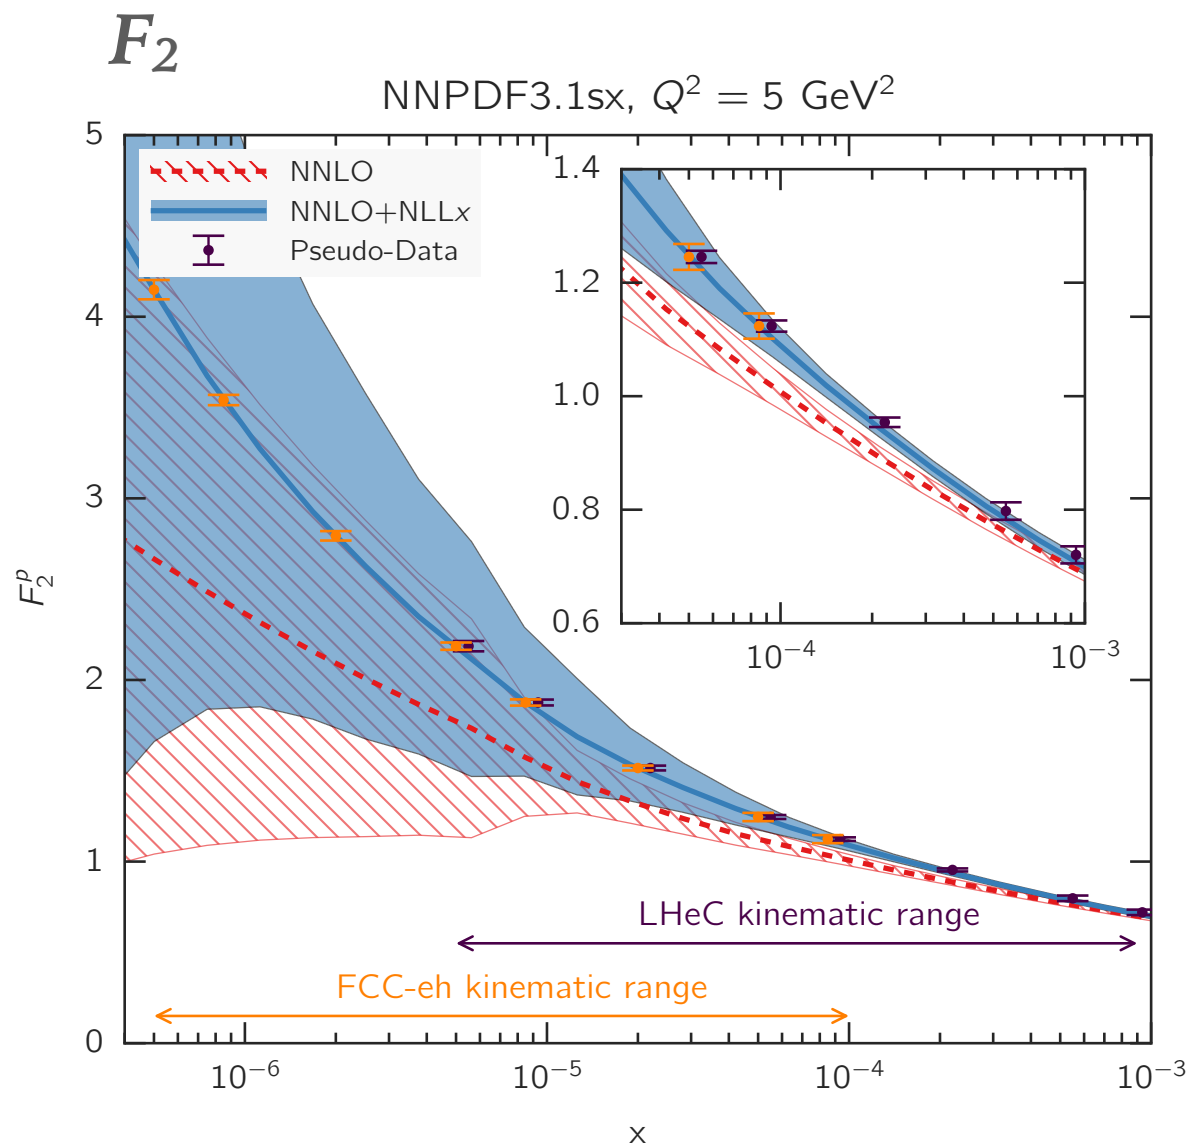 F₂
NNPDF3.1sx, Q² = 5 GeV²
5
4
3
2
1
0
NNLO
NNLO+NLLx
Pseudo-Data
1.4
1.2
1.0
0.8
0.6
10⁻⁴
10⁻³
F₂ᵖ
LHeC kinematic range
FCC-eh kinematic range
10⁻⁶
10⁻⁵
10⁻⁴
10⁻³
x